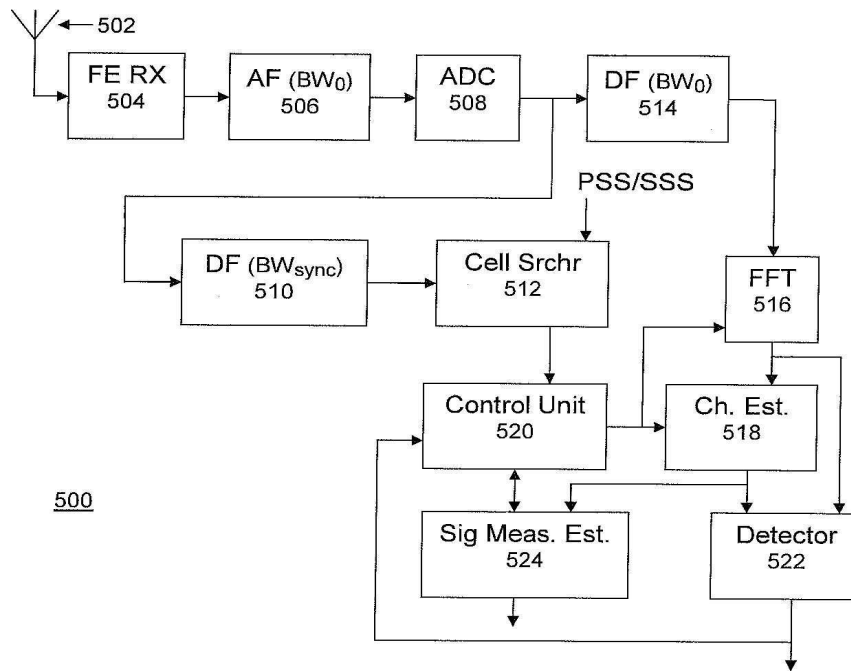 502
FE RX
504
AF (BW0)
506
ADC
508
DF (BW0)
514
PSS/SSS
DF (BWsync)
510
Cell Srchr
512
FFT
516
Control Unit
520
Ch. Est.
518
500
Sig Meas. Est.
524
Detector
522